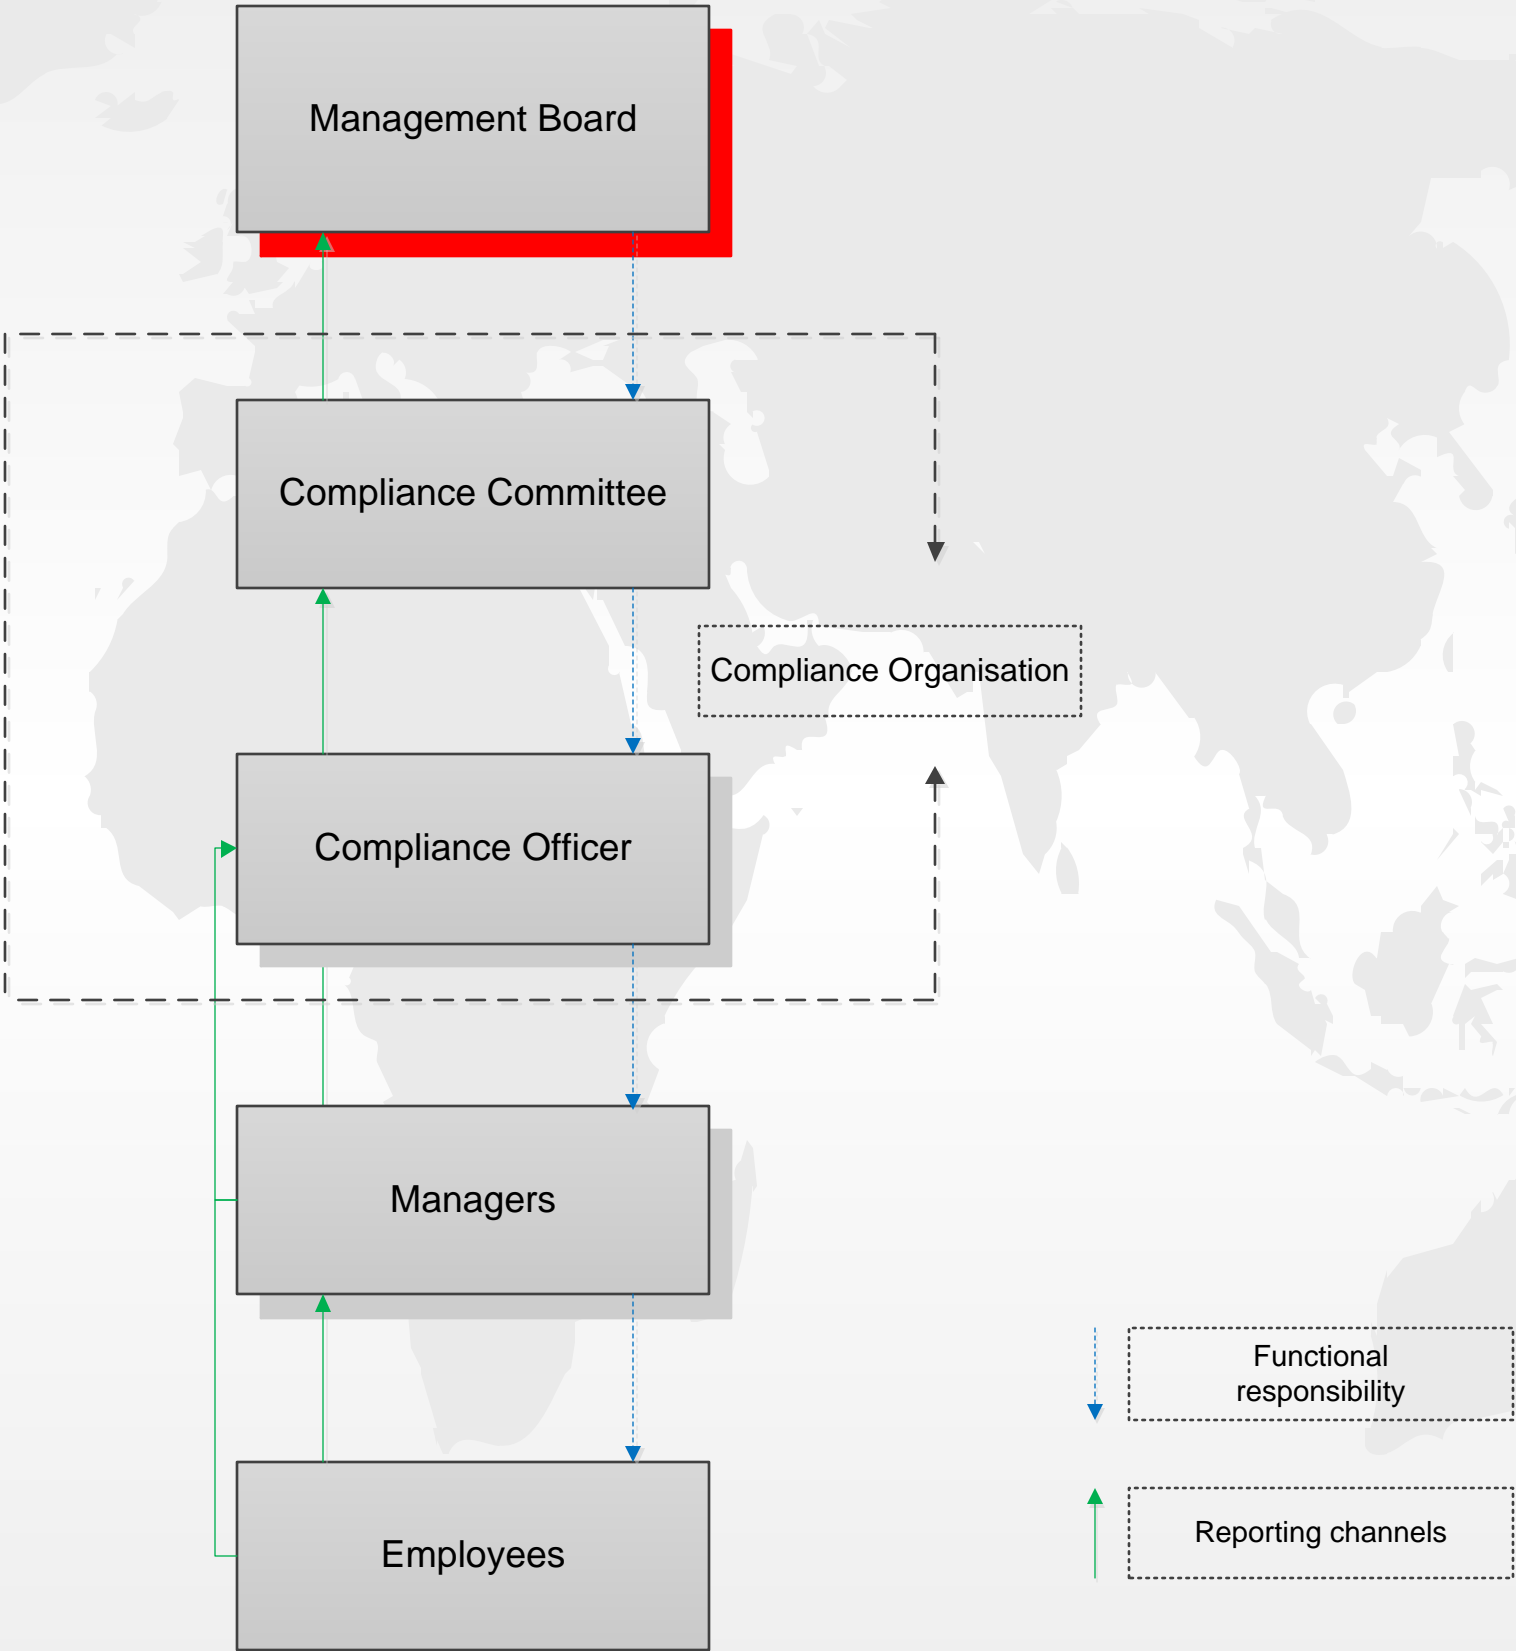 Management Board
Compliance Committee
Compliance Organisation
Compliance Officer
Managers
Functional
responsibility
Reporting channels
Employees